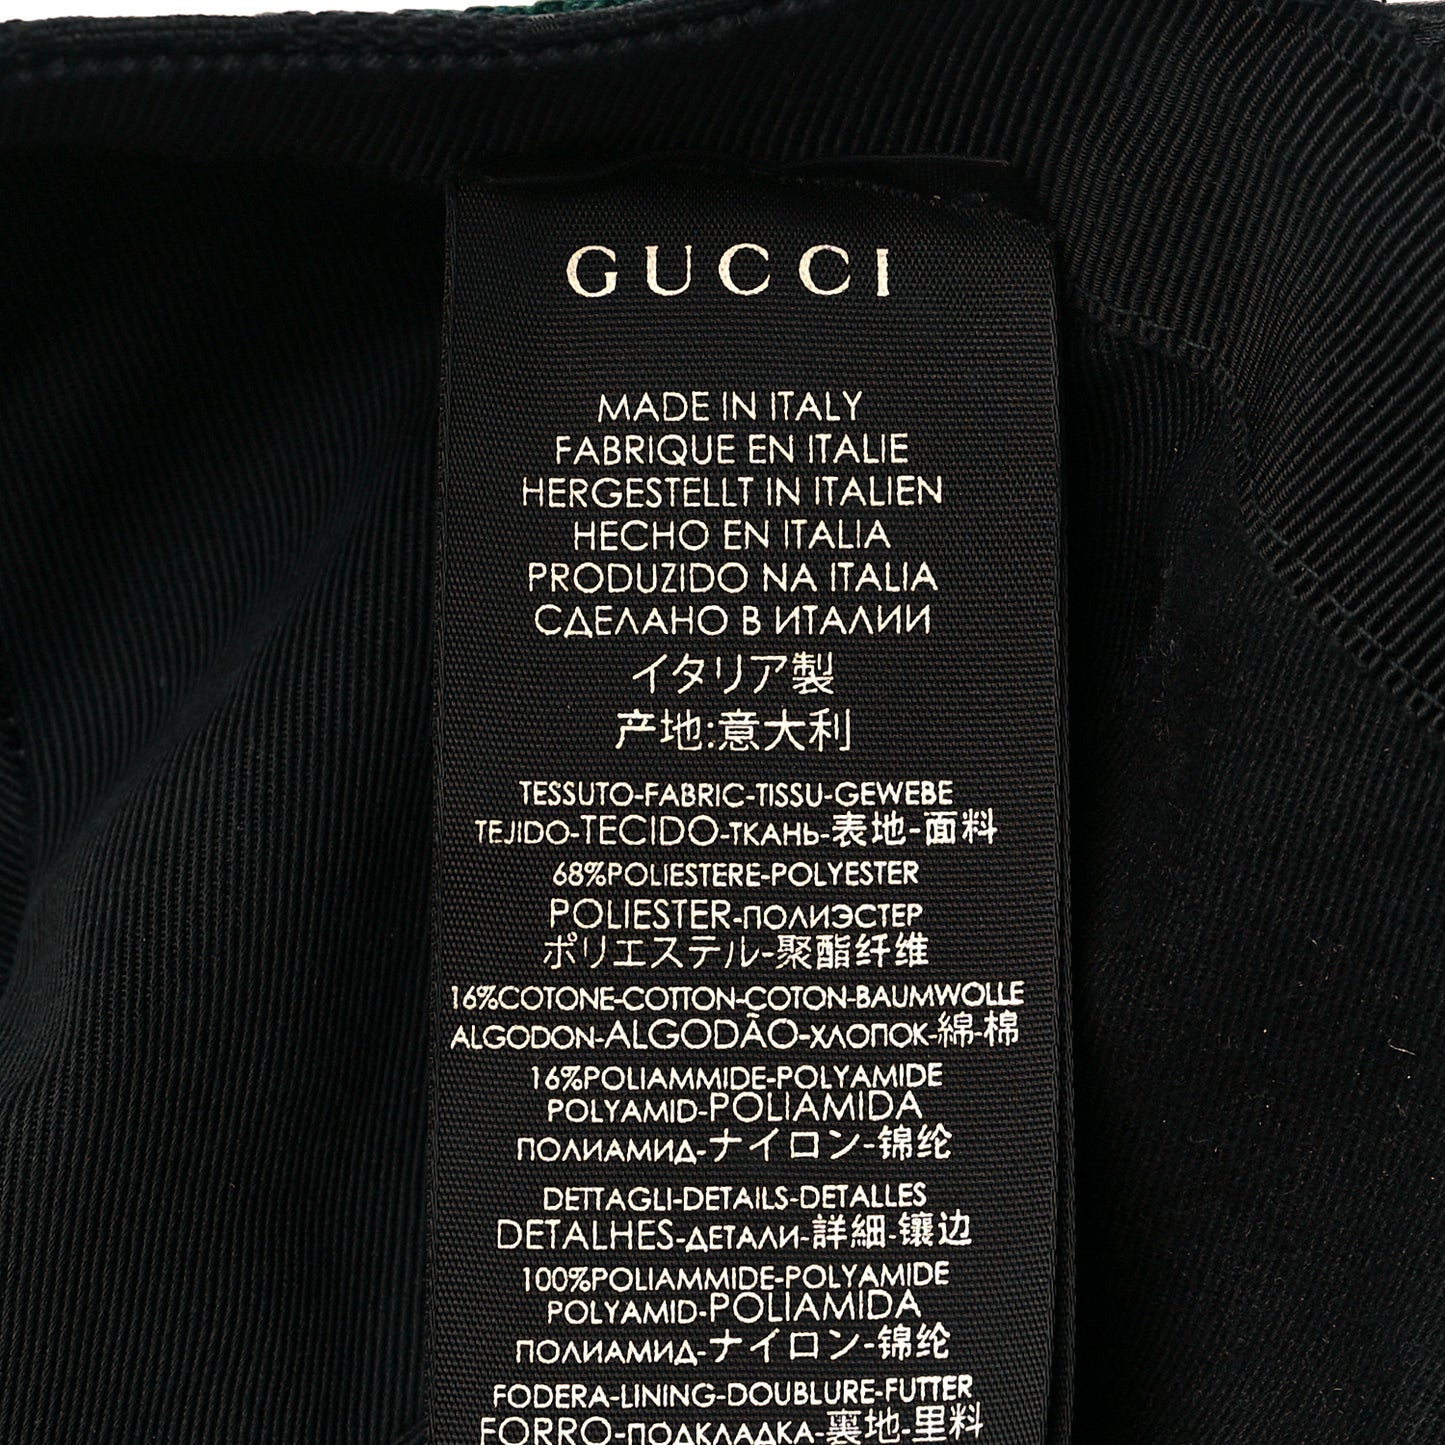 GUCCI
MADE IN ITALY
FABRIQUE EN ITALIE
HERGESTELLT IN ITALIEN
HECHO EN ITALIA
PRODUZIDO NA ITALIA
СДЕЛАНО В ИТАЛИИ
イタリア製
产地:意大利
TESSUTO-FABRIC-TISSU-GEWEBE
TEJIDO-TECIDO-ТКАНЬ-表地-面料
68%POLIESTERE-POLYESTER
POLIESTER-ПОЛИЭСТЕР
ポリエステル-聚酯纤维
16%COTONE-COTTON-COTON-BAUMWOLLE
ALGODON-ALGODÃO-ХЛОПОК-綿-棉
16%POLIAMMIDE-POLYAMIDE
POLYAMID-POLIAMIDA
ПОЛИАМИД-ナイロン-锦纶
DETTAGLI-DETAILS-DETALLES
DETALHES-ДЕТАЛИ-詳細-镶边
100%POLIAMMIDE-POLYAMIDE
POLYAMID-POLIAMIDA
ПОЛИАМИД-ナイロン-锦纶
FODERA-LINING-DOUBLURE-FUTTER
FORRO-ПОДКЛАДКА-裏地-里料